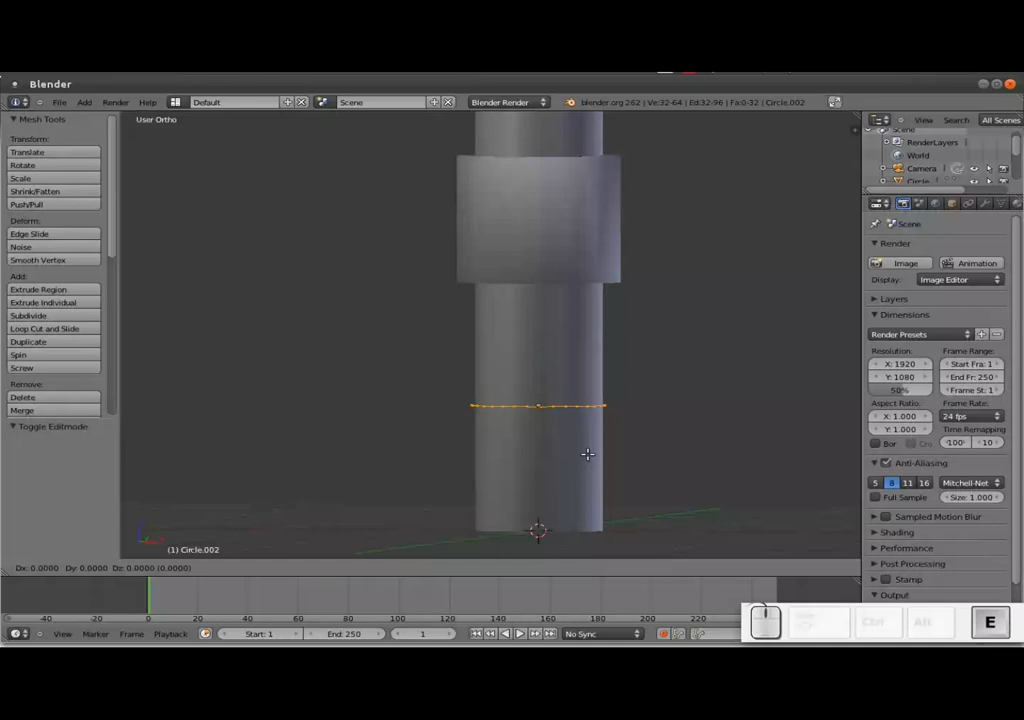 Blender
File Add Render Help Default Scene Blender Render blender.org 262 | Ve:32-64 | Ed:32-96 | Fa:0-32 | Circle.002
Mesh Tools
User Ortho
View Search All Scenes
Scene
RenderLayers
World
Camera
Circle
Transform:
Translate
Rotate
Scale
Shrink/Fatten
Push/Pull
Deform:
Edge Slide
Noise
Smooth Vertex
Add:
Extrude Region
Extrude Individual
Subdivide
Loop Cut and Slide
Duplicate
Spin
Screw
Remove:
Delete
Merge
Toggle Editmode
Scene
Render
Image Animation
Display: Image Editor
Layers
Dimensions
Render Presets
Resolution: Frame Range:
X: 1920 Start Fra: 1
Y: 1080 End Fr: 250
50% Frame St: 1
Aspect Ratio: Frame Rate:
X: 1.000 24 fps
Y: 1.000 Time Remapping
Bor Cro 100 10
Anti-Aliasing
5 8 11 16 Mitchell-Net
Full Sample Size: 1.000
Sampled Motion Blur
Shading
Performance
Post Processing
Stamp
Output
(1) Circle.002
Dx: 0.0000 Dy: 0.0000 Dz: 0.0000 (0.0000)
-40 -20 0 20 40 60 80 100 120 140 160 180 200 220
View Marker Frame Playback Start: 1 End: 250 1 No Sync
Ctrl Alt E